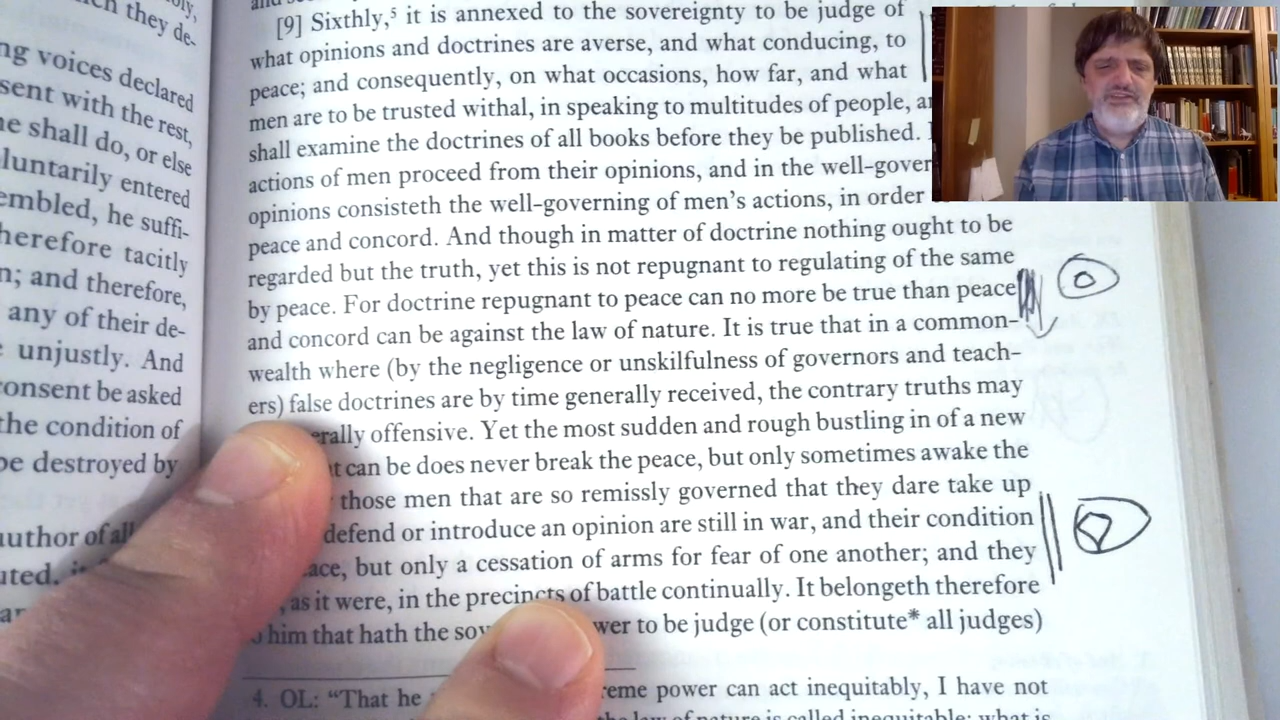 ch they de-
ng voices declared
sent with the rest,
he shall do, or else
luntarily entered
embled, he suffi-
herefore tacitly
n; and therefore,
any of their de-
unjustly. And
consent be asked
the condition of
be destroyed by
author of all
[9] Sixthly,⁵ it is annexed to the sovereignty to be judge of
what opinions and doctrines are averse, and what conducing, to
peace; and consequently, on what occasions, how far, and what
men are to be trusted withal, in speaking to multitudes of people,
shall examine the doctrines of all books before they be published.
actions of men proceed from their opinions, and in the well-gover
opinions consisteth the well-governing of men's actions, in order
peace and concord. And though in matter of doctrine nothing ought to be
regarded but the truth, yet this is not repugnant to regulating of the same
by peace. For doctrine repugnant to peace can no more be true than peace
and concord can be against the law of nature. It is true that in a common-
wealth where (by the negligence or unskilfulness of governors and teach-
ers) false doctrines are by time generally received, the contrary truths may
erally offensive. Yet the most sudden and rough bustling in of a new
can be does never break the peace, but only sometimes awake the
those men that are so remissly governed that they dare take up
defend or introduce an opinion are still in war, and their condition
ace, but only a cessation of arms for fear of one another; and they
as it were, in the precincts of battle continually. It belongeth therefore
him that hath the sov wer to be judge (or constitute* all judges)
4. OL: "That he reme power can act inequitably, I have not